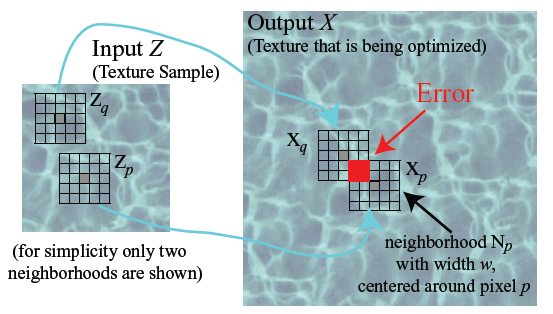 Input Z
(Texture Sample)
Z_q
Z_p
(for simplicity only two
neighborhoods are shown)
Output X
(Texture that is being optimized)
Error
X_q
X_p
neighborhood N_p
with width w,
centered around pixel p